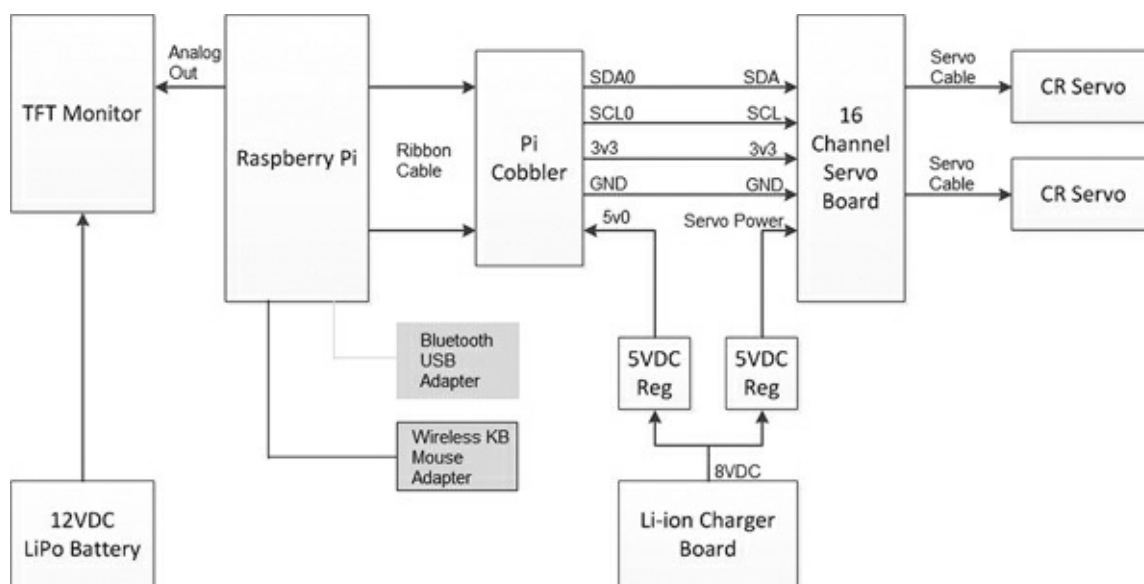 TFT Monitor
Analog
Out
Raspberry Pi
Ribbon
Cable
Pi
Cobbler
SDA0
SDA
SCL0
SCL
3v3
3v3
GND
GND
5v0
Servo Power
16
Channel
Servo
Board
Servo
Cable
CR Servo
Servo
Cable
CR Servo
Bluetooth
USB
Adapter
Wireless KB
Mouse
Adapter
5VDC
Reg
5VDC
Reg
8VDC
12VDC
LiPo Battery
Li-ion Charger
Board